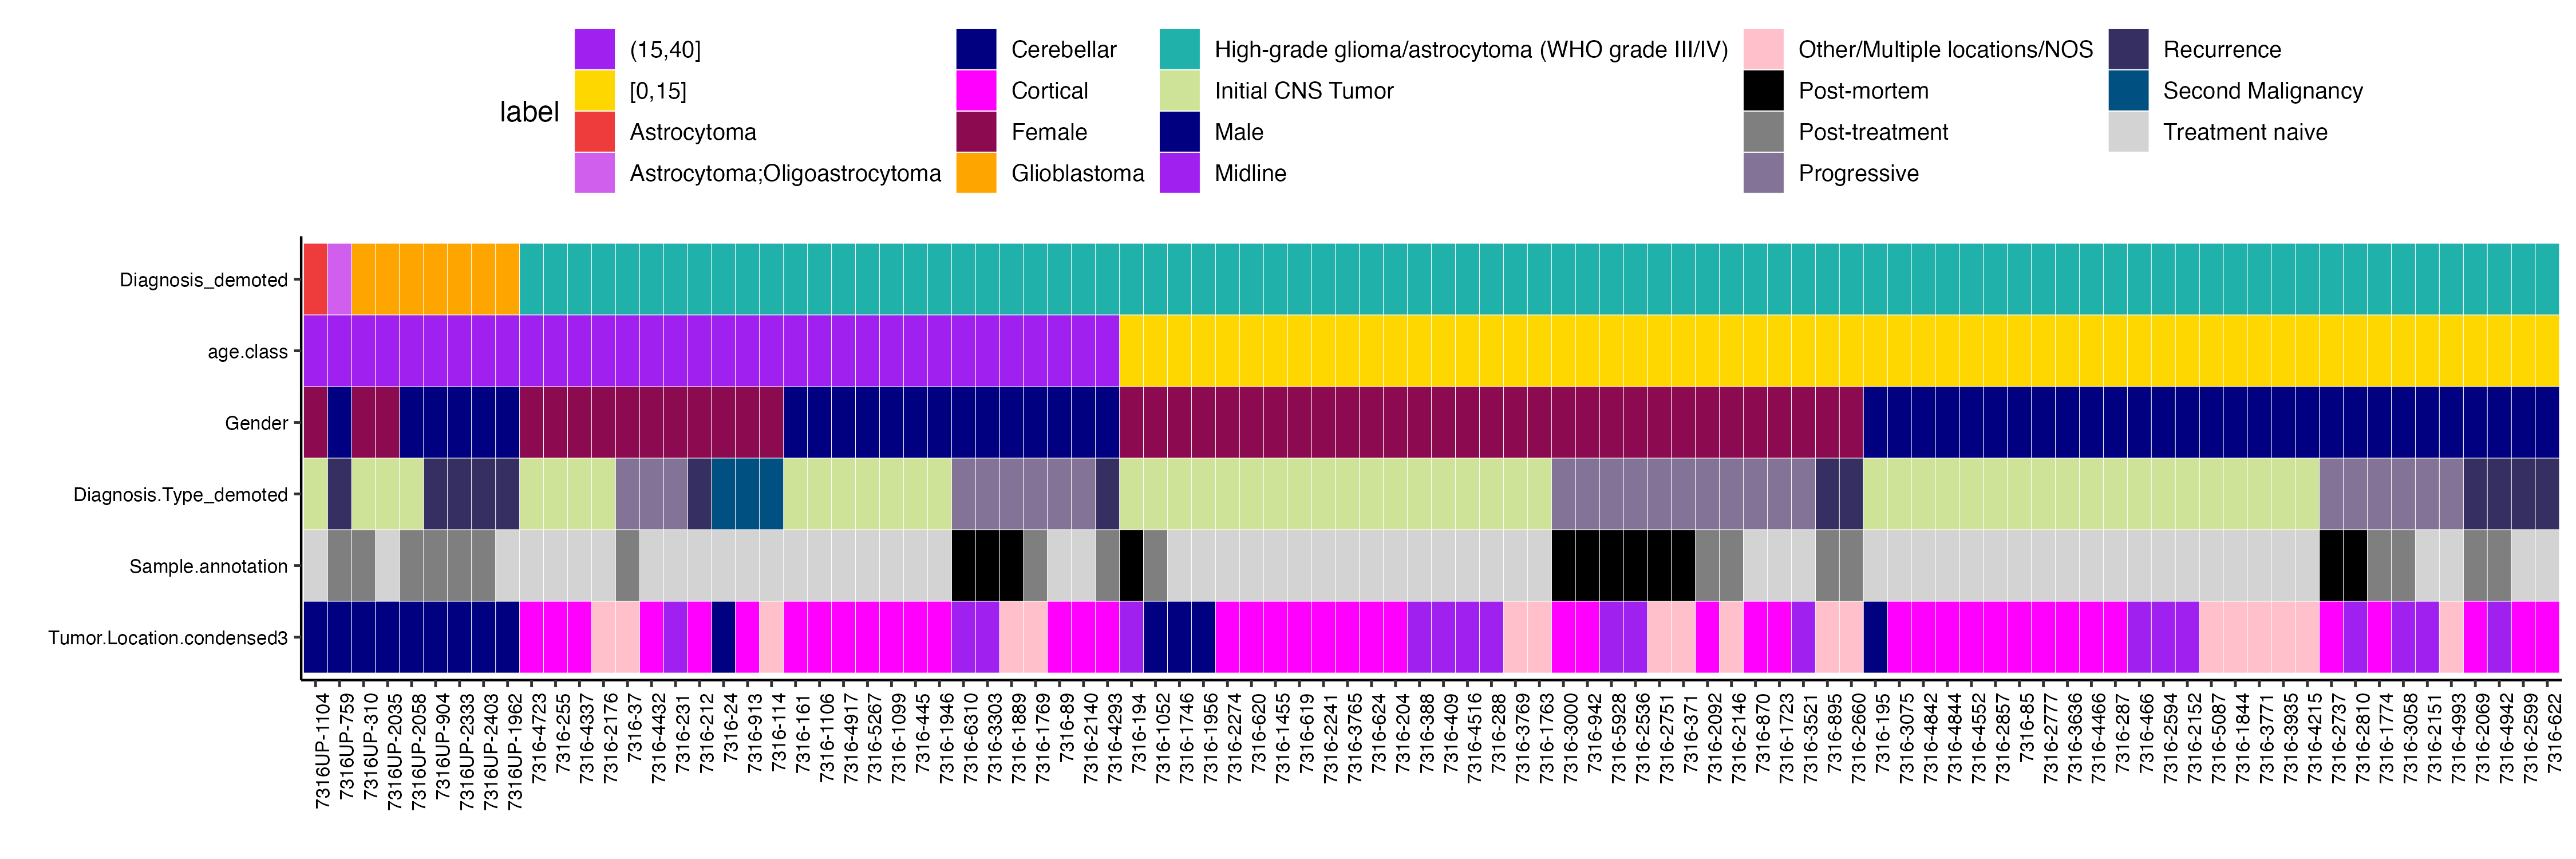 label
(15,40]
[0,15]
Astrocytoma
Astrocytoma;Oligoastrocytoma
Cerebellar
Cortical
Female
Glioblastoma
High-grade glioma/astrocytoma (WHO grade III/IV)
Initial CNS Tumor
Male
Midline
Other/Multiple locations/NOS
Post-mortem
Post-treatment
Progressive
Recurrence
Second Malignancy
Treatment naive
Diagnosis_demoted
age.class
Gender
Diagnosis.Type_demoted
Sample.annotation
Tumor.Location.condensed3
7316UP-1104
7316UP-759
7316UP-310
7316UP-2035
7316UP-2058
7316UP-904
7316UP-2333
7316UP-2403
7316UP-1962
7316-4723
7316-255
7316-4337
7316-2176
7316-37
7316-4432
7316-231
7316-212
7316-24
7316-913
7316-114
7316-161
7316-1106
7316-4917
7316-5267
7316-1099
7316-445
7316-1946
7316-6310
7316-3303
7316-1889
7316-1769
7316-89
7316-2140
7316-4293
7316-194
7316-1052
7316-1746
7316-1956
7316-2274
7316-620
7316-1455
7316-619
7316-2241
7316-3765
7316-624
7316-204
7316-388
7316-409
7316-4516
7316-288
7316-3769
7316-1763
7316-3000
7316-942
7316-5928
7316-2536
7316-2751
7316-371
7316-2092
7316-2146
7316-870
7316-1723
7316-3521
7316-895
7316-2660
7316-195
7316-3075
7316-4842
7316-4844
7316-4552
7316-2857
7316-85
7316-2777
7316-3636
7316-4466
7316-287
7316-466
7316-2594
7316-2152
7316-5087
7316-1844
7316-3771
7316-3935
7316-4215
7316-2737
7316-2810
7316-1774
7316-3058
7316-2151
7316-4993
7316-2069
7316-4942
7316-2599
7316-622